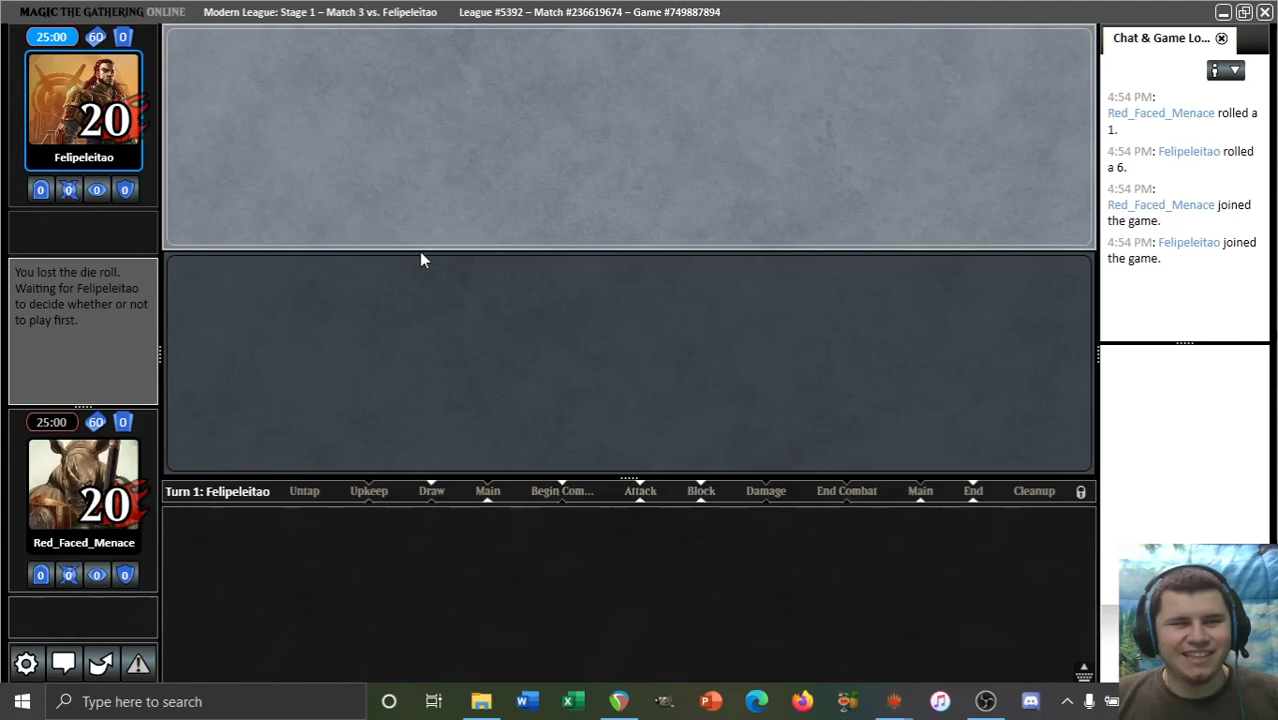 MAGIC THE GATHERING ONLINE
Modern League: Stage 1 – Match 3 vs. Felipeleitao
League #5392 – Match #236619674 – Game #749887894
25:00
60
0
20
Felipeleitao
0
0
0
0
You lost the die roll.
Waiting for Felipeleitao
to decide whether or not
to play first.
25:00
60
0
20
Red_Faced_Menace
0
0
0
0
Turn 1: Felipeleitao
Untap
Upkeep
Draw
Main
Begin Com...
Attack
Block
Damage
End Combat
Main
End
Cleanup
Chat & Game Lo...
4:54 PM:
Red_Faced_Menace rolled a
1.
4:54 PM: Felipeleitao rolled
a 6.
4:54 PM:
Red_Faced_Menace joined
the game.
4:54 PM: Felipeleitao joined
the game.
Type here to search